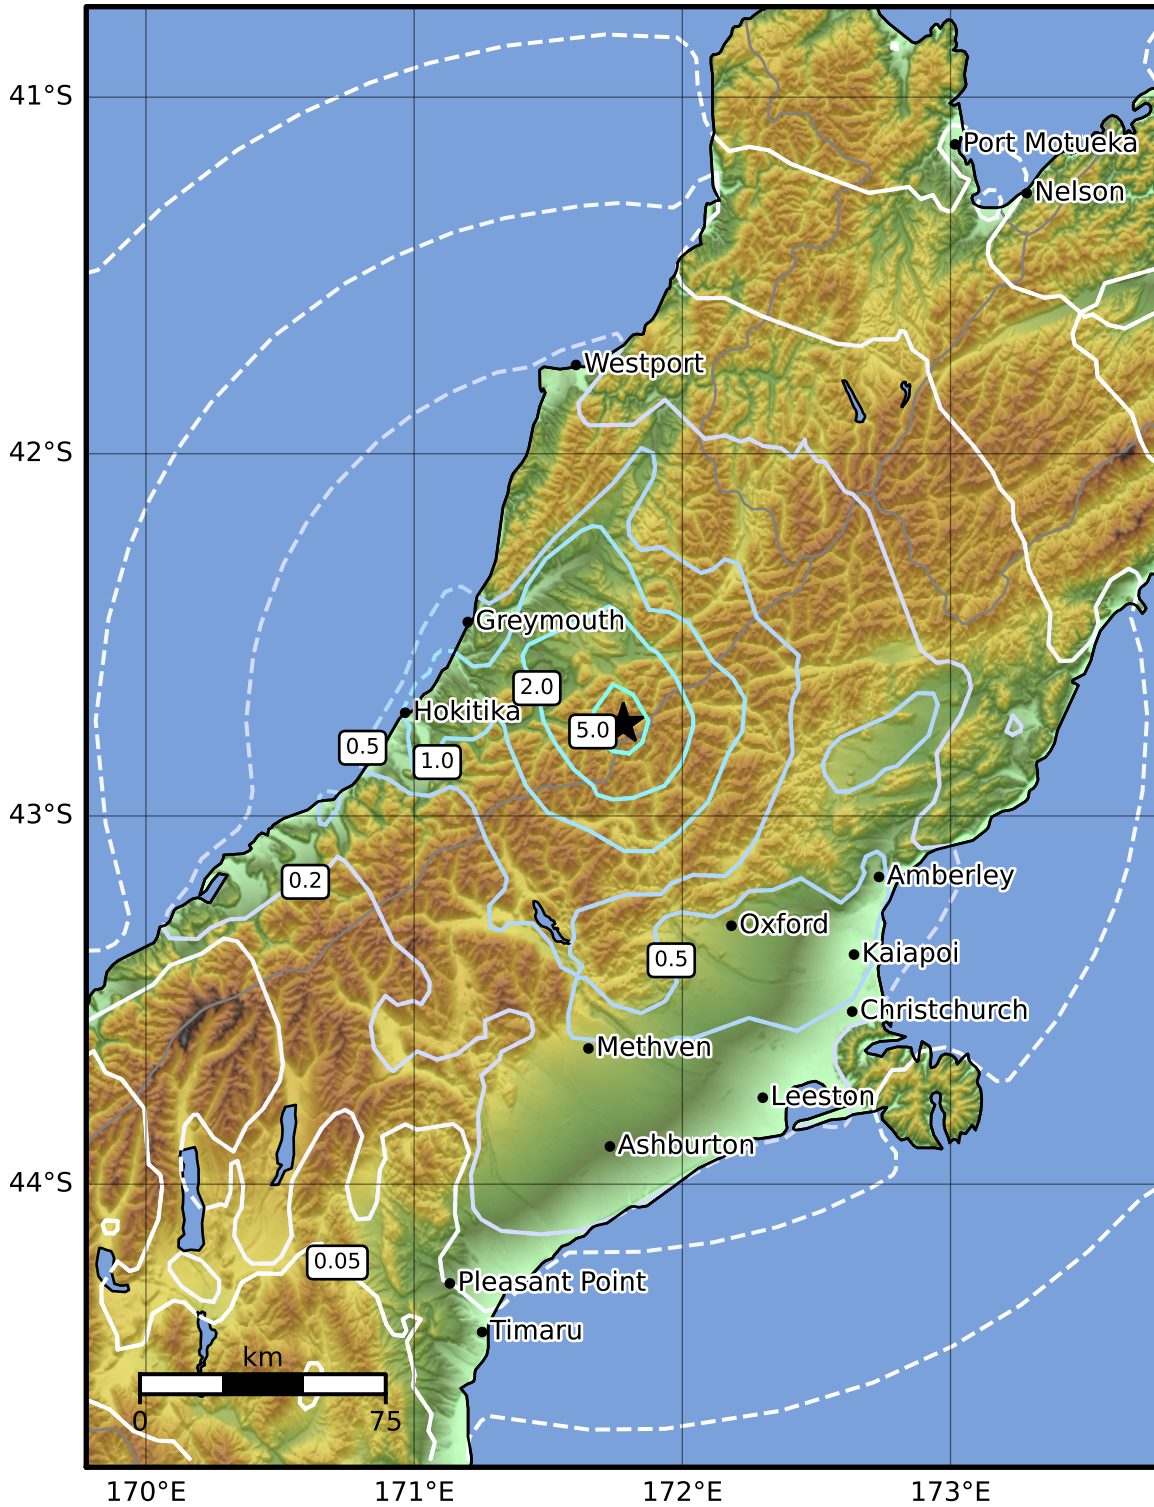 41°S
Port Motueka
Nelson
Westport
42°S
Greymouth
2.0
Hokitika
5.0
0.5
1.0
43°S
0.2
Amberley
Oxford
0.5
Kaiapoi
Christchurch
Methven
Leeston
Ashburton
44°S
0.05
Pleasant Point
Timaru
km
0 75
170°E 171°E 172°E 173°E